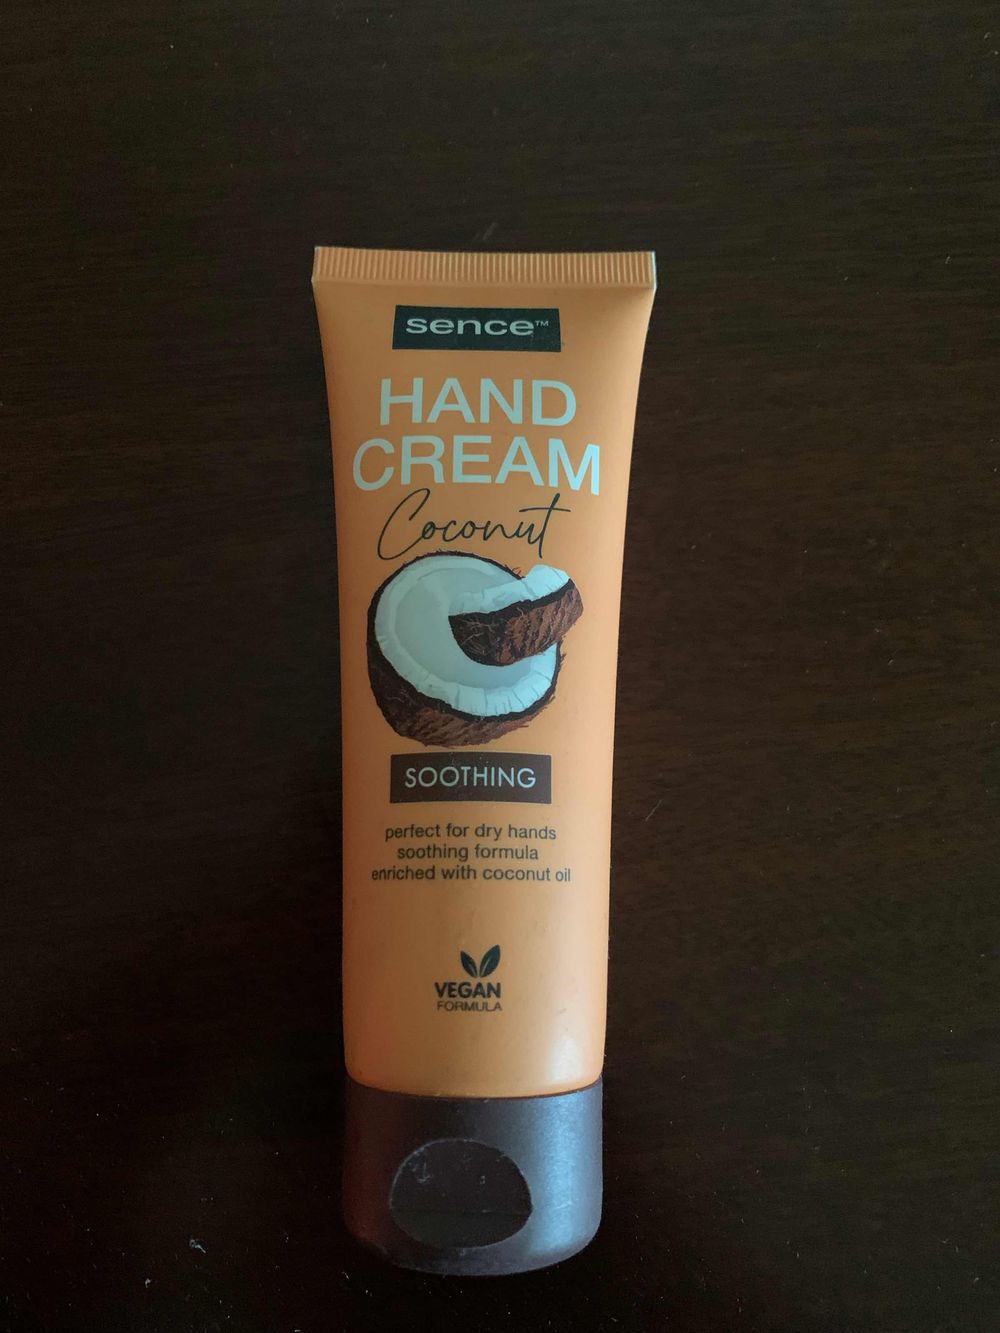 sence™
HAND
CREAM
Coconut
SOOTHING
perfect for dry hands
soothing formula
enriched with coconut oil
VEGAN
FORMULA